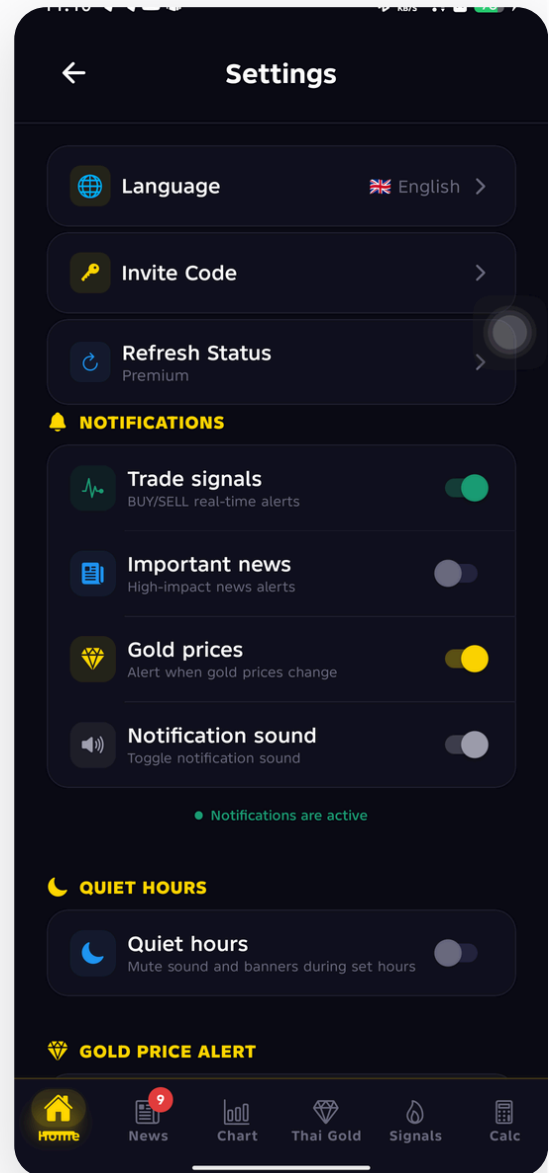 Settings
Language
English
Invite Code
Refresh Status
Premium
NOTIFICATIONS
Trade signals
BUY/SELL real-time alerts
Important news
High-impact news alerts
Gold prices
Alert when gold prices change
Notification sound
Toggle notification sound
Notifications are active
QUIET HOURS
Quiet hours
Mute sound and banners during set hours
GOLD PRICE ALERT
9
Home
News
Chart
Thai Gold
Signals
Calc